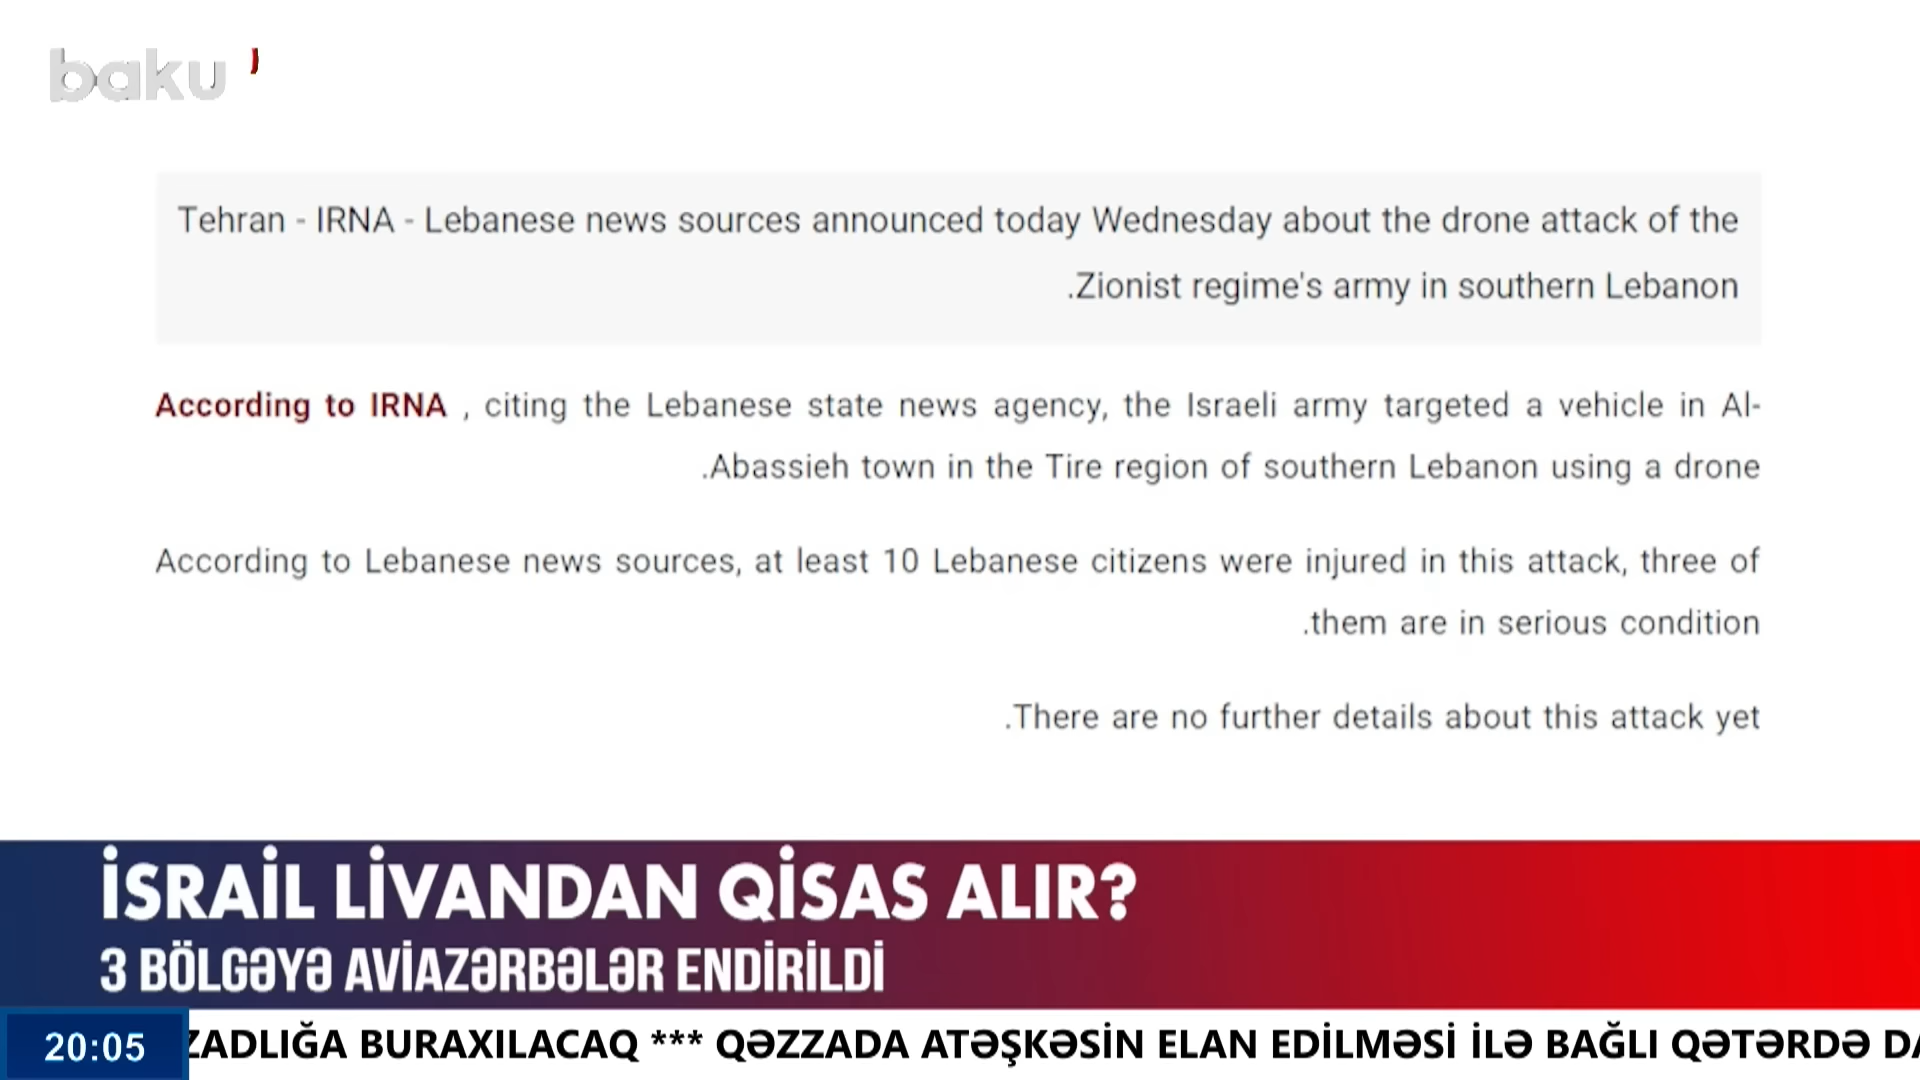 baku
Tehran - IRNA - Lebanese news sources announced today Wednesday about the drone attack of the
.Zionist regime's army in southern Lebanon
According to IRNA , citing the Lebanese state news agency, the Israeli army targeted a vehicle in Al-
.Abassieh town in the Tire region of southern Lebanon using a drone
According to Lebanese news sources, at least 10 Lebanese citizens were injured in this attack, three of
.them are in serious condition
.There are no further details about this attack yet
İSRAİL LİVANDAN QİSAS ALIR?
3 BÖLGƏYƏ AVİAZƏRBƏLƏR ENDİRİLDİ
20:05 ZADLIĞA BURAXILACAQ *** QƏZZADA ATƏŞKƏSİN ELAN EDİLMƏSİ İLƏ BAĞLI QƏTƏRDƏ